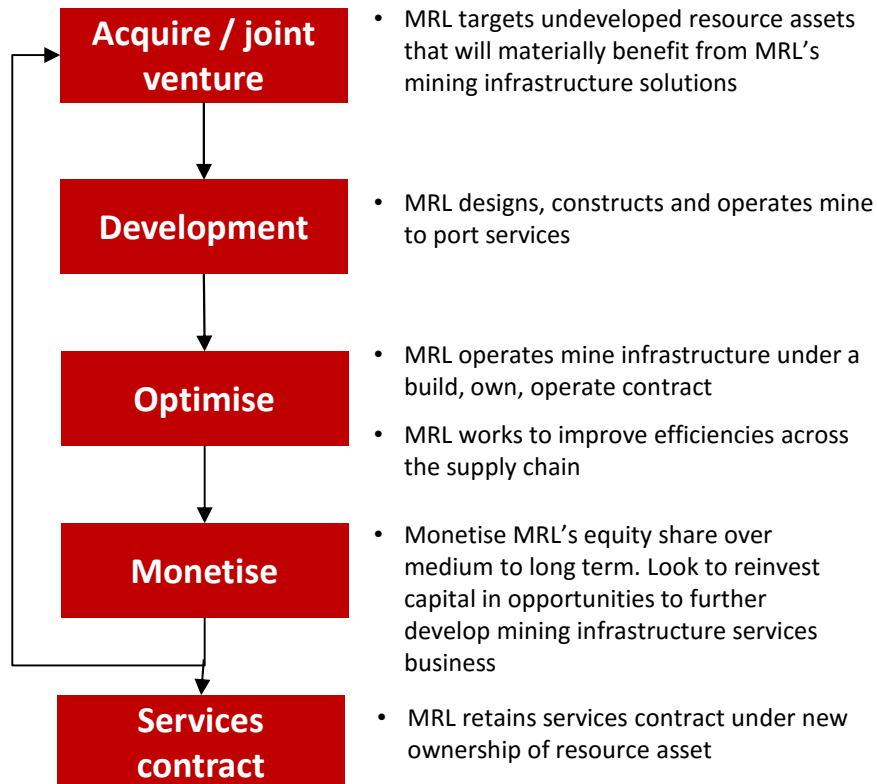 Acquire / joint
venture
• MRL targets undeveloped resource assets
that will materially benefit from MRL’s
mining infrastructure solutions
Development
• MRL designs, constructs and operates mine
to port services
Optimise
• MRL operates mine infrastructure under a
build, own, operate contract
• MRL works to improve efficiencies across
the supply chain
Monetise
• Monetise MRL’s equity share over
medium to long term. Look to reinvest
capital in opportunities to further
develop mining infrastructure services
business
Services
contract
• MRL retains services contract under new
ownership of resource asset